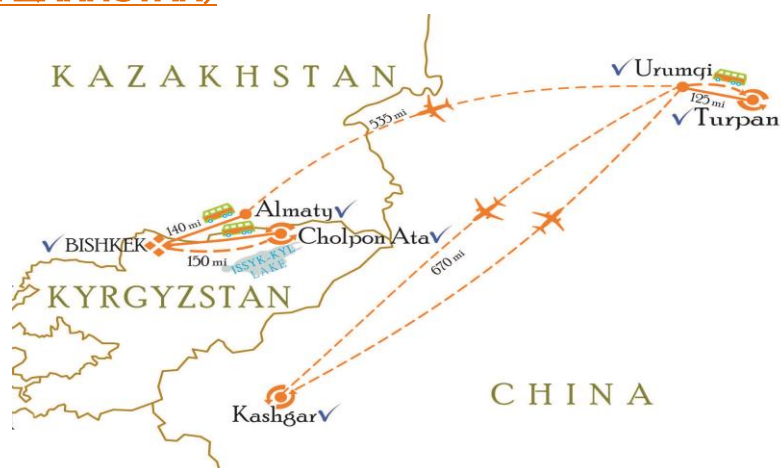 KAZAKHSTAN
Urumqi
125 mi
Turpan
535 mi
Almaty
140 mi
BISHKEK
Cholpon Ata
150 mi
ISSYK-KYL
LAKE
KYRGYZSTAN
670 mi
CHINA
Kashgar